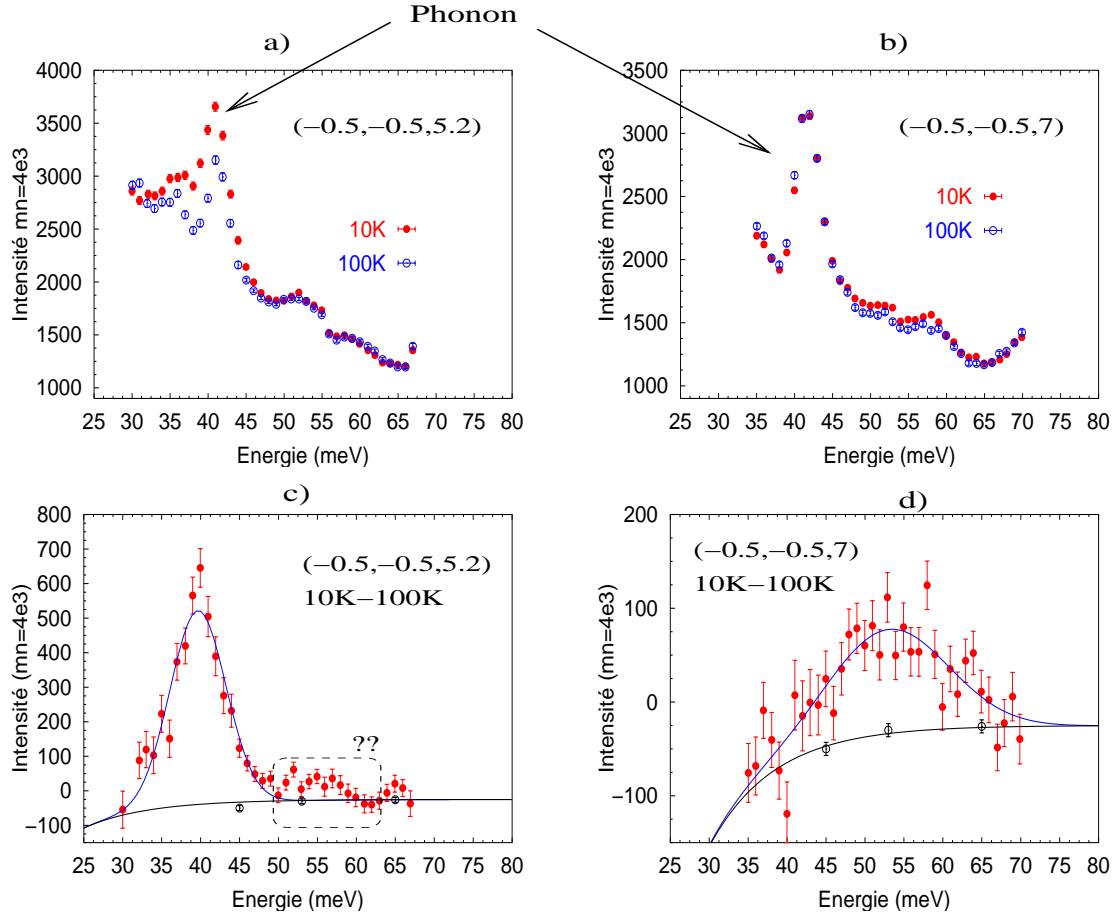 Phonon
a)
b)
4000
3500
3000
2500
2000
1500
1000
25 30 35 40 45 50 55 60 65 70 75 80
Intensité mn=4e3
Energie (meV)
(−0.5,−0.5,5.2)
10K
100K
3500
3000
2500
2000
1500
1000
25 30 35 40 45 50 55 60 65 70 75 80
Intensité mn=4e3
Energie (meV)
(−0.5,−0.5,7)
10K
100K
c)
d)
800
700
600
500
400
300
200
100
0
−100
25 30 35 40 45 50 55 60 65 70 75 80
Intensité (mn=4e3)
Energie (meV)
(−0.5,−0.5,5.2)
10K−100K
??
200
100
0
−100
25 30 35 40 45 50 55 60 65 70 75 80
Intensité (mn=4e3)
Energie (meV)
(−0.5,−0.5,7)
10K−100K